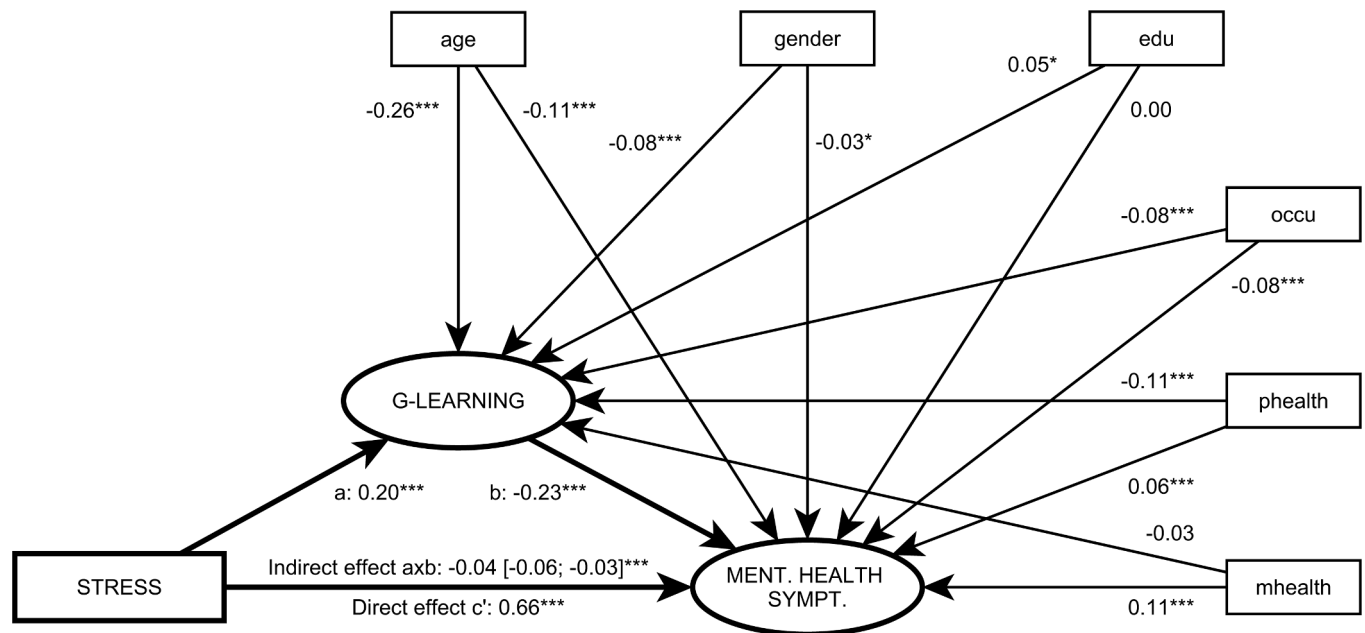 age
gender
edu
0.05*
-0.26***
-0.11***
0.00
-0.08***
-0.03*
-0.08***
occu
-0.08***
G-LEARNING
-0.11***
phealth
a: 0.20***
b: -0.23***
0.06***
-0.03
STRESS
Indirect effect axb: -0.04 [-0.06; -0.03]***
Direct effect c': 0.66***
MENT. HEALTH
SYMPT.
mhealth
0.11***